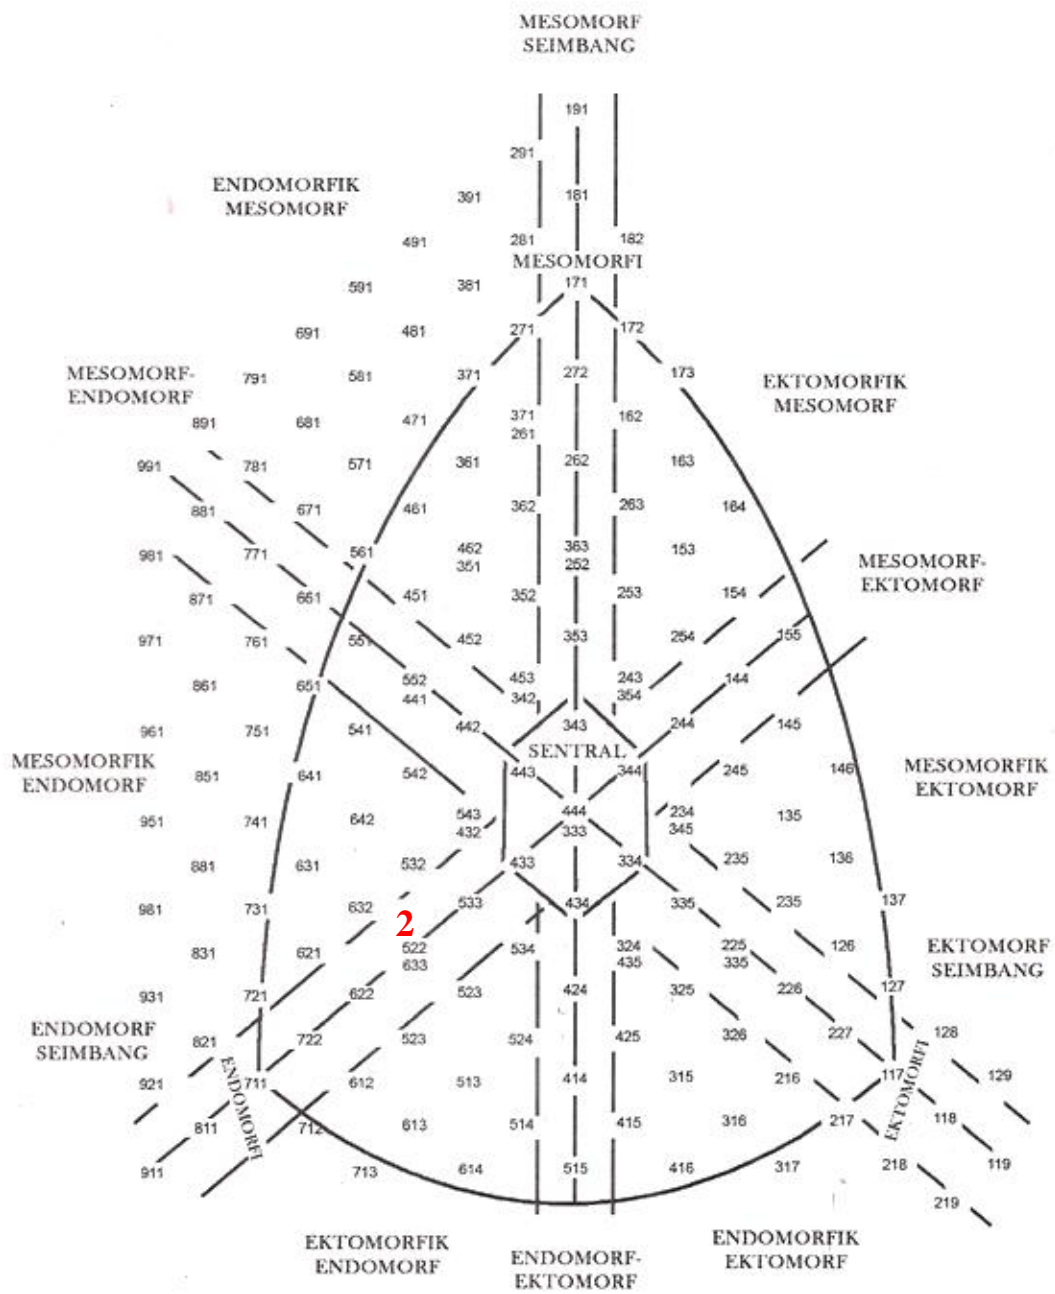 MESOMORF
SEIMBANG
191
291
ENDOMORFIK
MESOMORF
391 181
491 281 182
MESOMORFI
591 381 171
691 481 271 172
MESOMORF-
ENDOMORF
791 581 371 272 173
EKTOMORFIK
MESOMORF
891 681 471 371 162
261
991 781 571 361 262 163
881 671 461 362 263 164
981 771 561 462 363 153
351 252
MESOMORF-
EKTOMORF
871 661 451 352 253 154
971 761 551 452 353 254 155
861 651 552 453 243 144
441 342 354
961 751 541 442 343 244 145
MESOMORFIK
ENDOMORF
SENTRAL
MESOMORFIK
EKTOMORF
851 641 542 443 344 245 146
951 741 642 543 444 234 135
432 333 345
881 631 532 433 334 235 136
981 731 632 533 434 335 235 137
2
831 621 522 534 324 225 126
633 435 335
EKTOMORF
SEIMBANG
931 721 622 523 424 325 226 127
ENDOMORF
SEIMBANG
821 722 523 524 425 326 227 128
921 711 612 513 414 315 216 117 129
ENDOMORFI
EKTOMORFI
811 712 613 514 415 316 217 118
911 713 614 515 416 317 218 119
219
EKTOMORFIK
ENDOMORF
ENDOMORF-
EKTOMORF
ENDOMORFIK
EKTOMORF